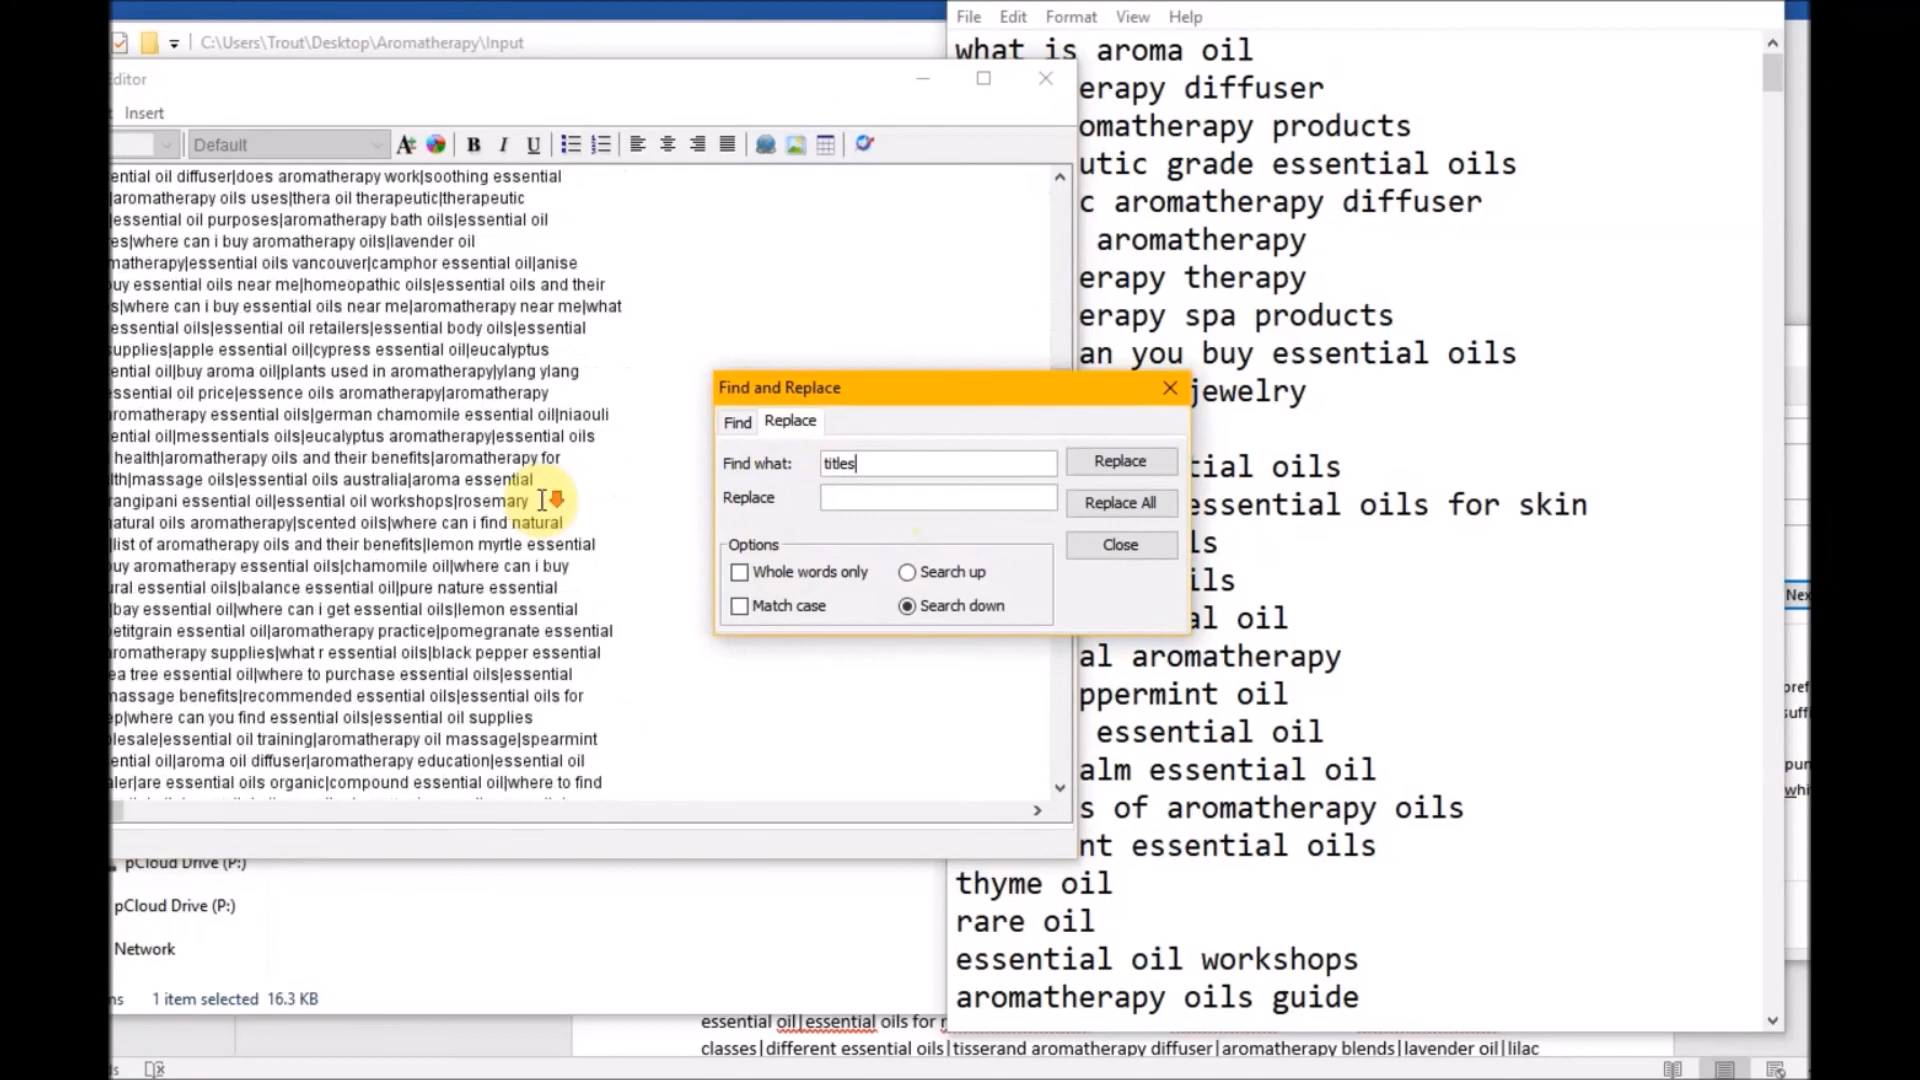 C:\Users\Trout\Desktop\Aromatherapy\Input
Editor
Insert
Default
B I U
ential oil diffuser|does aromatherapy work|soothing essential
|aromatherapy oils uses|thera oil therapeutic|therapeutic
|essential oil purposes|aromatherapy bath oils|essential oil
es|where can i buy aromatherapy oils|lavender oil
matherapy|essential oils vancouver|camphor essential oil|anise
uy essential oils near me|homeopathic oils|essential oils and their
s|where can i buy essential oils near me|aromatherapy near me|what
essential oils|essential oil retailers|essential body oils|essential
supplies|apple essential oil|cypress essential oil|eucalyptus
ential oil|buy aroma oil|plants used in aromatherapy|ylang ylang
essential oil price|essence oils aromatherapy|aromatherapy
romatherapy essential oils|german chamomile essential oil|niaouli
ential oil|messentials oils|eucalyptus aromatherapy|essential oils
health|aromatherapy oils and their benefits|aromatherapy for
lth|massage oils|essential oils australia|aroma essential
rangipani essential oil|essential oil workshops|rosemary
natural oils aromatherapy|scented oils|where can i find natural
|list of aromatherapy oils and their benefits|lemon myrtle essential
uy aromatherapy essential oils|chamomile oil|where can i buy
ural essential oils|balance essential oil|pure nature essential
|bay essential oil|where can i get essential oils|lemon essential
etitgrain essential oil|aromatherapy practice|pomegranate essential
romatherapy supplies|what r essential oils|black pepper essential
ea tree essential oil|where to purchase essential oils|essential
massage benefits|recommended essential oils|essential oils for
ep|where can you find essential oils|essential oil supplies
lesale|essential oil training|aromatherapy oil massage|spearmint
ential oil|aroma oil diffuser|aromatherapy education|essential oil
aler|are essential oils organic|compound essential oil|where to find
Find and Replace
Find Replace
Find what: titles
Replace
Replace
Replace All
Close
Options
Whole words only
Search up
Match case
Search down
File Edit Format View Help
what is aroma oil
erapy diffuser
omatherapy products
utic grade essential oils
c aromatherapy diffuser
aromatherapy
erapy therapy
erapy spa products
an you buy essential oils
jewelry
tial oils
essential oils for skin
ls
ils
al oil
al aromatherapy
ppermint oil
essential oil
alm essential oil
s of aromatherapy oils
nt essential oils
thyme oil
rare oil
essential oil workshops
aromatherapy oils guide
Nex
pref
suffi
pun
whi
pCloud Drive (P:)
pCloud Drive (P:)
Network
ns 1 item selected 16.3 KB
essential oil|essential oils for
classes|different essential oils|tisserand aromatherapy diffuser|aromatherapy blends|lavender oil|lilac